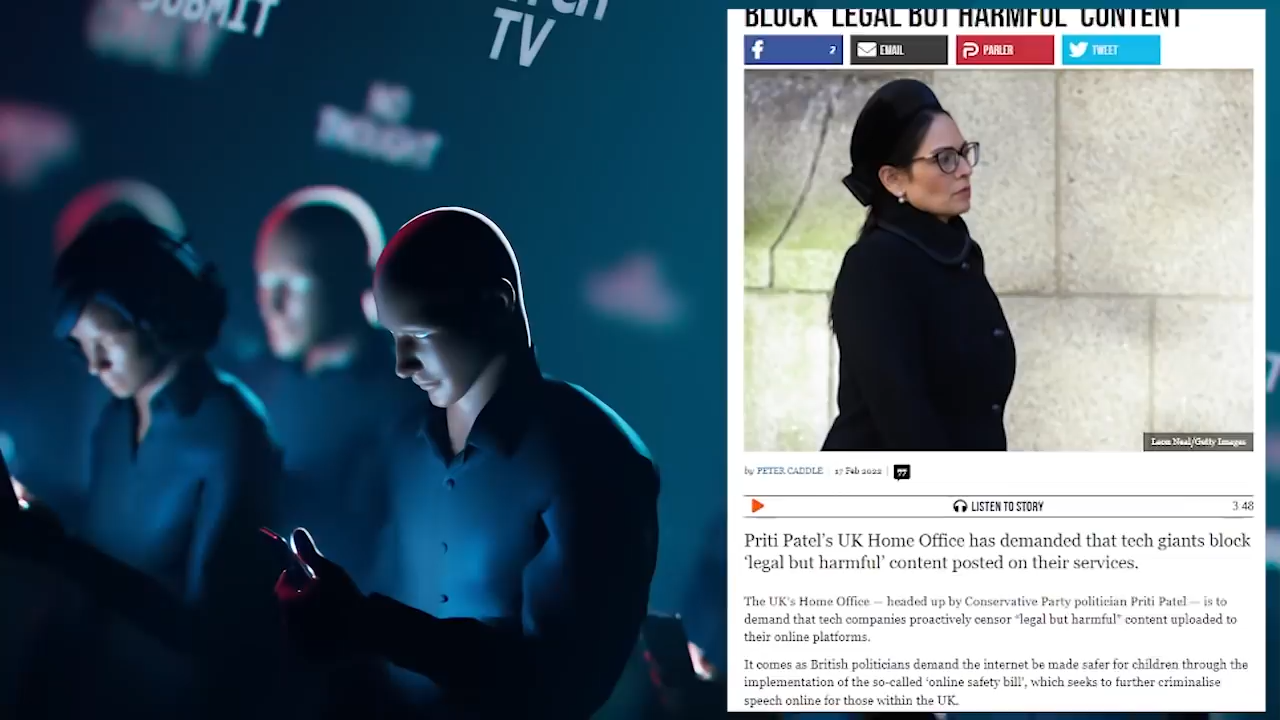 SUBMIT
TV
NO
THOUGHT
BLOCK 'LEGAL BUT HARMFUL' CONTENT
2
EMAIL
PARLER
TWEET
Leon Neal/Getty Images
by PETER CADDLE 17 Feb 2022 77
LISTEN TO STORY 3:48
Priti Patel's UK Home Office has demanded that tech giants block
'legal but harmful' content posted on their services.
The UK's Home Office — headed up by Conservative Party politician Priti Patel — is to
demand that tech companies proactively censor "legal but harmful" content uploaded to
their online platforms.
It comes as British politicians demand the internet be made safer for children through the
implementation of the so-called 'online safety bill', which seeks to further criminalise
speech online for those within the UK.